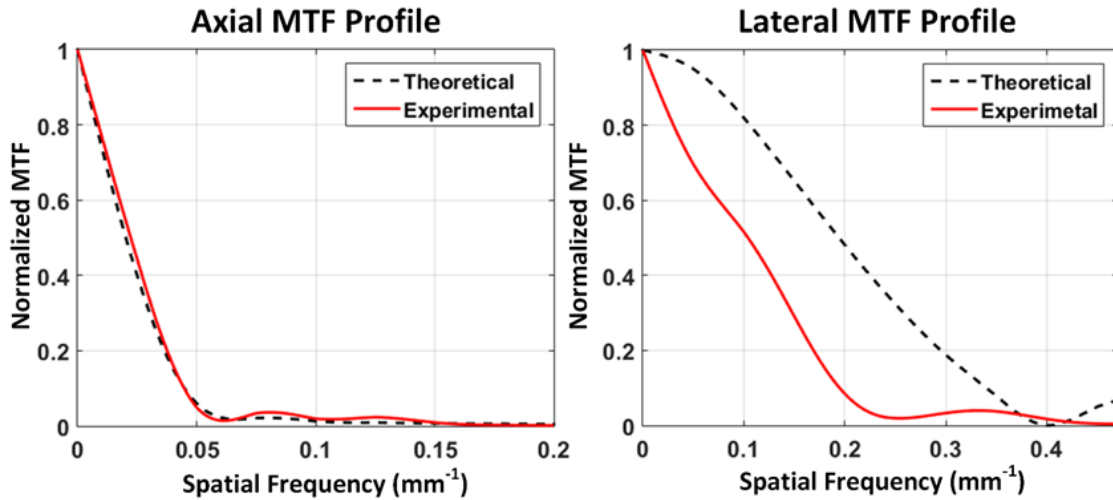 Axial MTF Profile
1
0.8
0.6
0.4
0.2
0
Normalized MTF
Theoretical
Experimental
0
0.05
0.1
0.15
0.2
Spatial Frequency (mm⁻¹)
Lateral MTF Profile
1
0.8
0.6
0.4
0.2
0
Normalized MTF
Theoretical
Experimetal
0
0.1
0.2
0.3
0.4
Spatial Frequency (mm⁻¹)